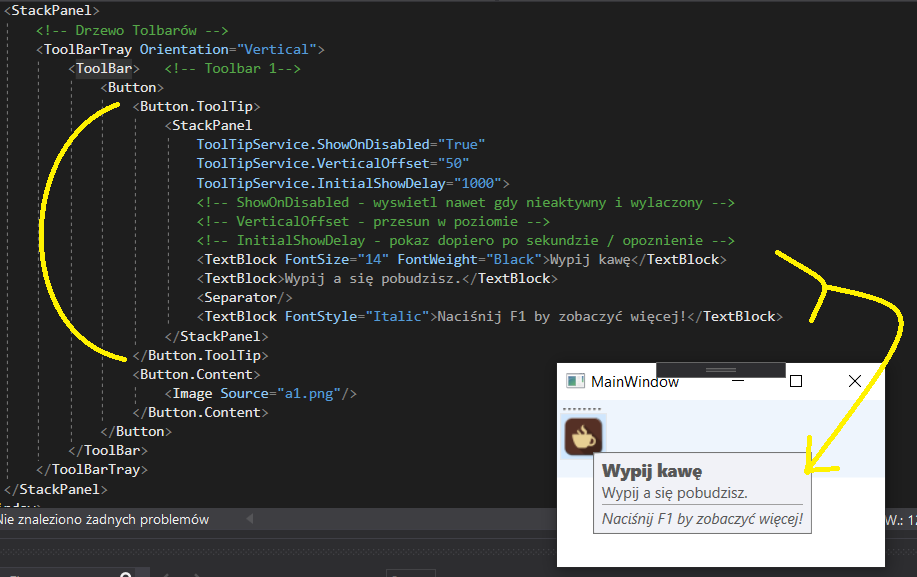 <StackPanel>
<!-- Drzewo Tolbarów -->
<ToolBarTray Orientation="Vertical">
<ToolBar> <!-- Toolbar 1-->
<Button>
<Button.ToolTip>
<StackPanel
ToolTipService.ShowOnDisabled="True"
ToolTipService.VerticalOffset="50"
ToolTipService.InitialShowDelay="1000">
<!-- ShowOnDisabled - wyswietl nawet gdy nieaktywny i wylaczony -->
<!-- VerticalOffset - przesun w poziomie -->
<!-- InitialShowDelay - pokaz dopiero po sekundzie / opoznienie -->
<TextBlock FontSize="14" FontWeight="Black">Wypij kawę</TextBlock>
<TextBlock>Wypij a się pobudzisz.</TextBlock>
<Separator/>
<TextBlock FontStyle="Italic">Naciśnij F1 by zobaczyć więcej!</TextBlock>
</StackPanel>
</Button.ToolTip>
<Button.Content>
<Image Source="a1.png"/>
</Button.Content>
</Button>
</ToolBar>
</ToolBarTray>
</StackPanel>
MainWindow
Wypij kawę
Wypij a się pobudzisz.
Naciśnij F1 by zobaczyć więcej!
Nie znaleziono żadnych problemów